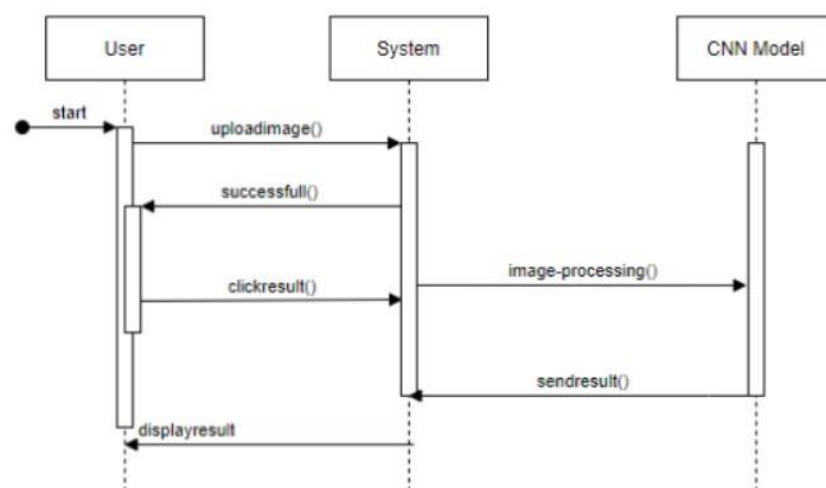 User
System
CNN Model
start
uploadimage()
successfull()
image-processing()
clickresult()
sendresult()
displayresult